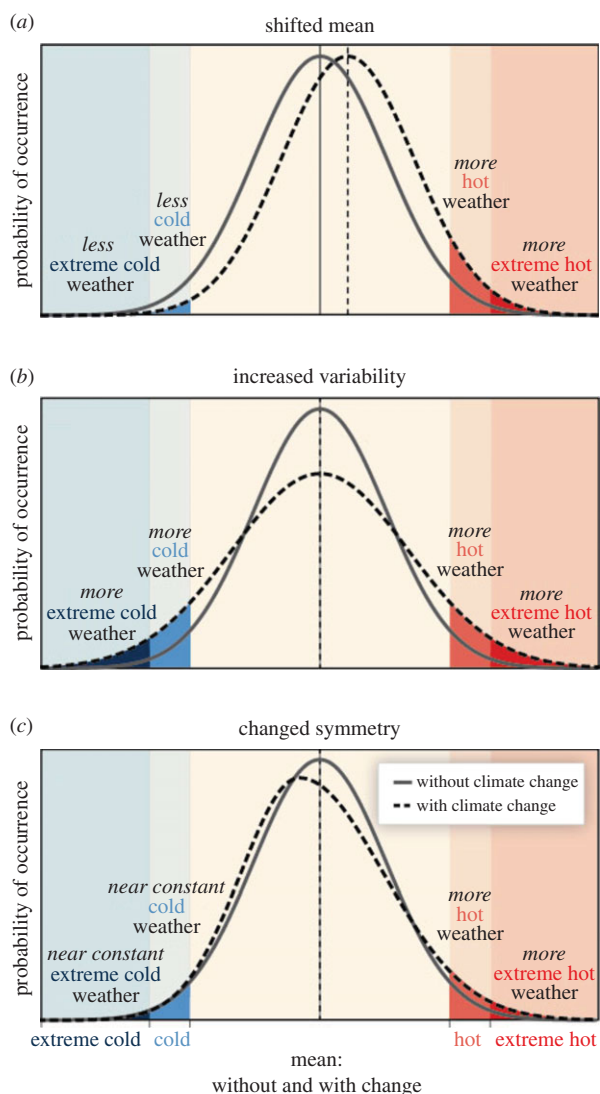 (a)
shifted mean
probability of occurrence
less
cold
weather
less
extreme cold
weather
more
hot
weather
more
extreme hot
weather
(b)
increased variability
probability of occurrence
more
cold
weather
more
extreme cold
weather
more
hot
weather
more
extreme hot
weather
(c)
changed symmetry
probability of occurrence
without climate change
with climate change
near constant
cold
weather
near constant
extreme cold
weather
more
hot
weather
more
extreme hot
weather
extreme cold cold hot extreme hot
mean:
without and with change